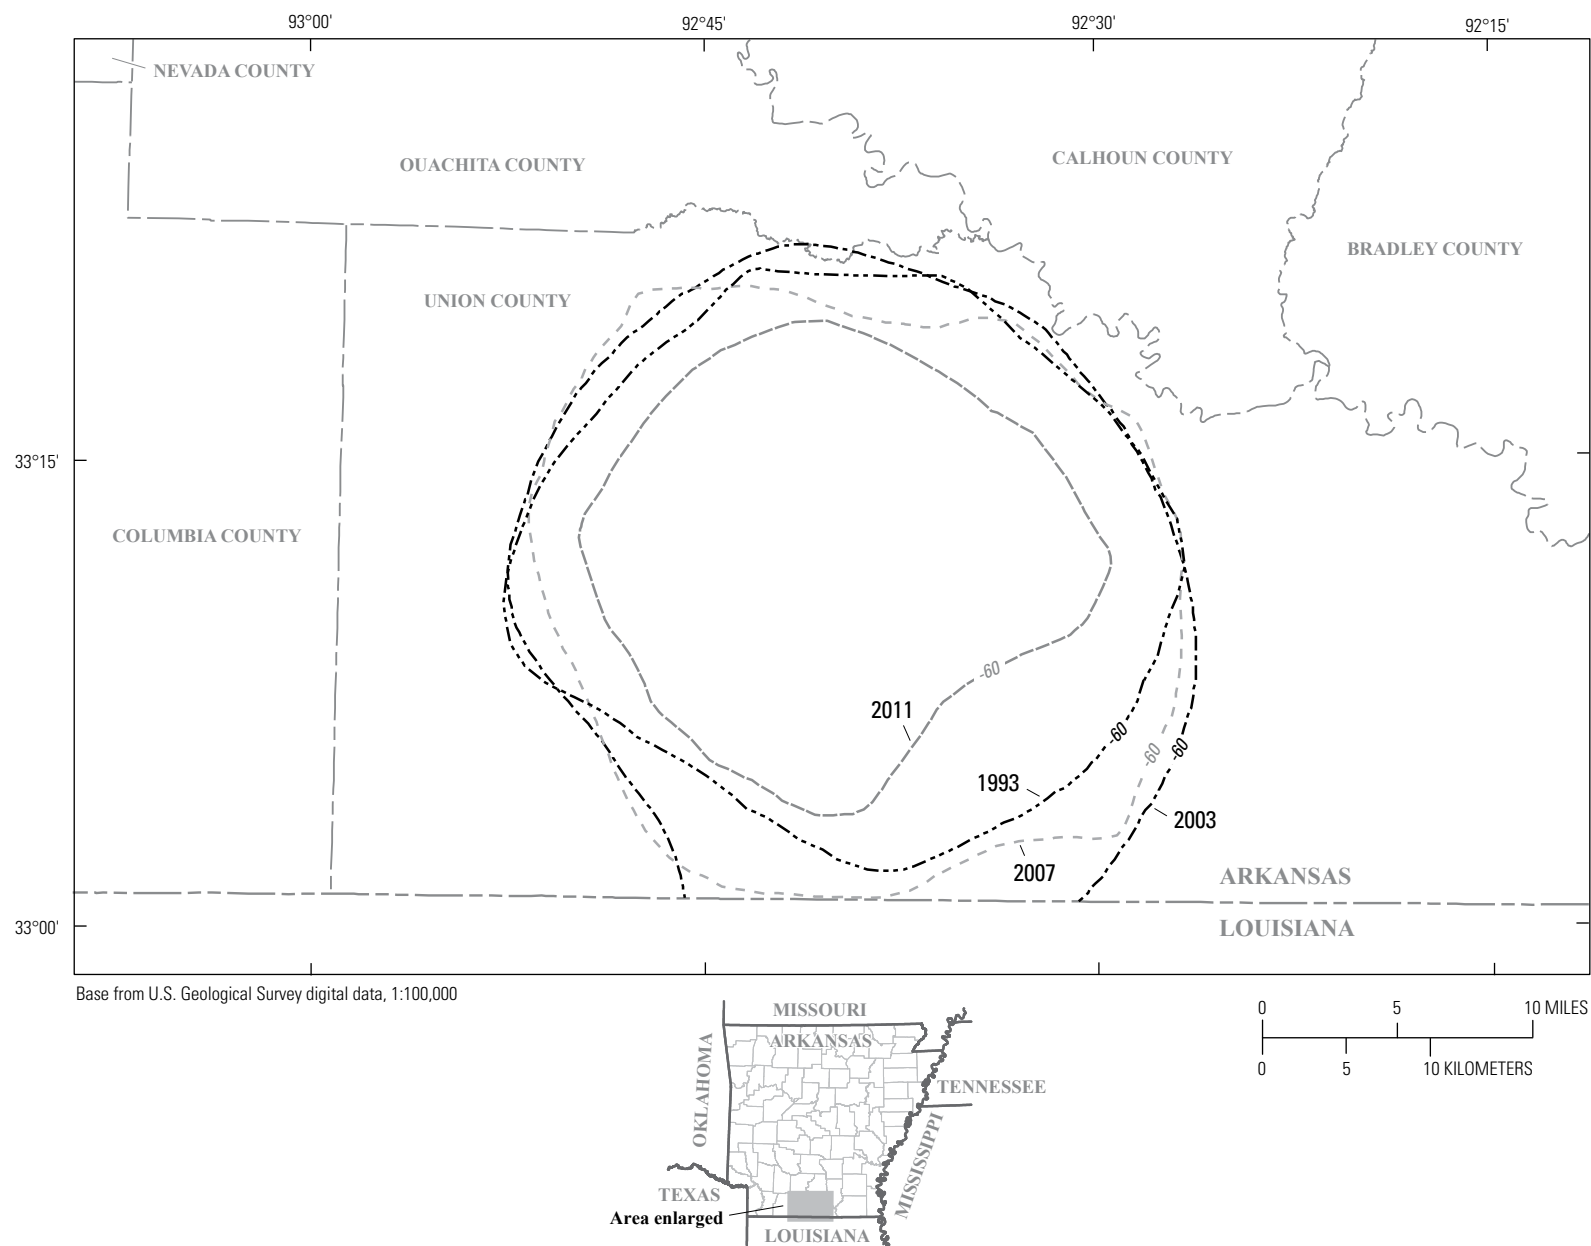 93°00' 92°45' 92°30' 92°15'
NEVADA COUNTY
OUACHITA COUNTY
CALHOUN COUNTY
BRADLEY COUNTY
UNION COUNTY
33°15'
COLUMBIA COUNTY
-60
2011
-60
-60
-60
1993
2003
2007
ARKANSAS
33°00'
LOUISIANA
Base from U.S. Geological Survey digital data, 1:100,000
0 5 10 MILES
0 5 10 KILOMETERS
MISSOURI
ARKANSAS
OKLAHOMA
TENNESSEE
MISSISSIPPI
TEXAS
Area enlarged
LOUISIANA